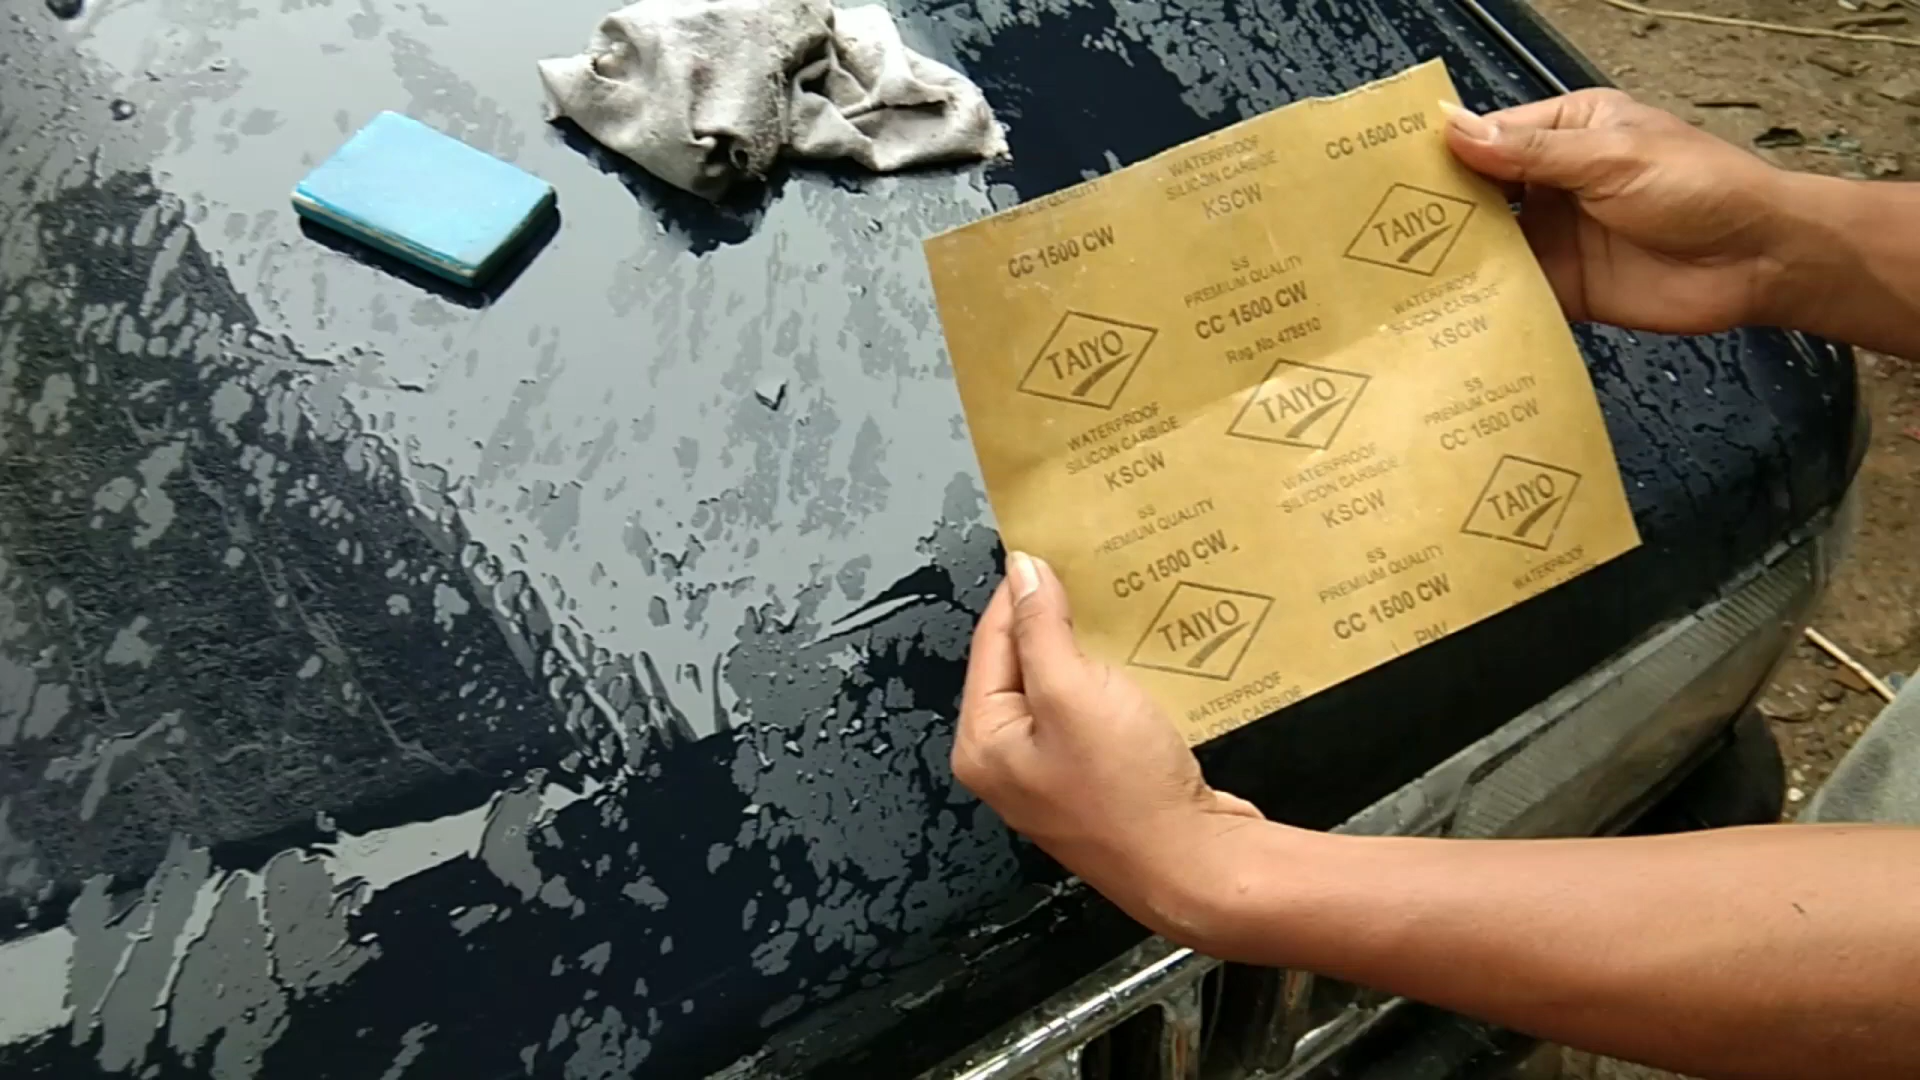 PREMIUM QUALITY
CC 1500 CW
TAIYO
WATERPROOF
SILICON CARBIDE
KSCW
SS
PREMIUM QUALITY
CC 1500 CW
TAIYO
WATERPROOF
SILICON CARBIDE
WATERPROOF
SILICON CARBIDE
KSCW
SS
PREMIUM QUALITY
CC 1500 CW
Reg. No. 478510
TAIYO
WATERPROOF
SILICON CARBIDE
KSCW
SS
PREMIUM QUALITY
CC 1500 CW
CC 1500 CW
TAIYO
WATERPROOF
SILICON CARBIDE
KSCW
SS
PREMIUM QUALITY
CC 1500 CW
TAIYO
WATERPROOF